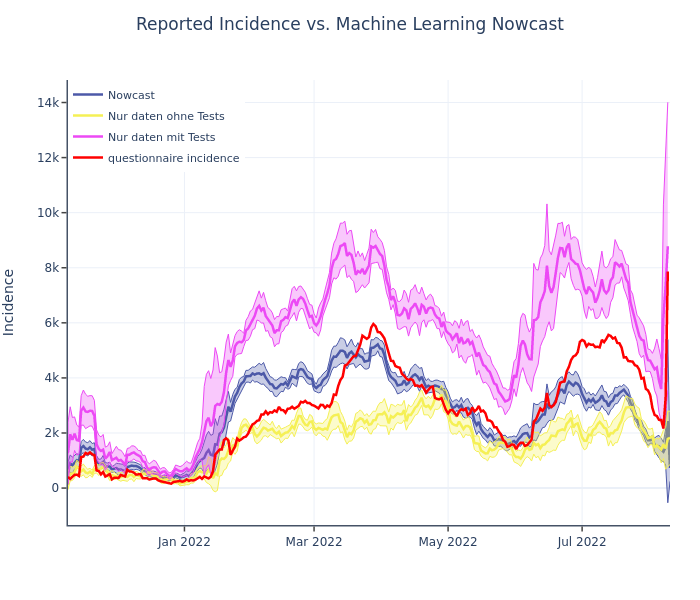 Reported Incidence vs. Machine Learning Nowcast
Nowcast
Nur daten ohne Tests
Nur daten mit Tests
questionnaire incidence
Incidence
14k
12k
10k
8k
6k
4k
2k
0
Jan 2022
Mar 2022
May 2022
Jul 2022